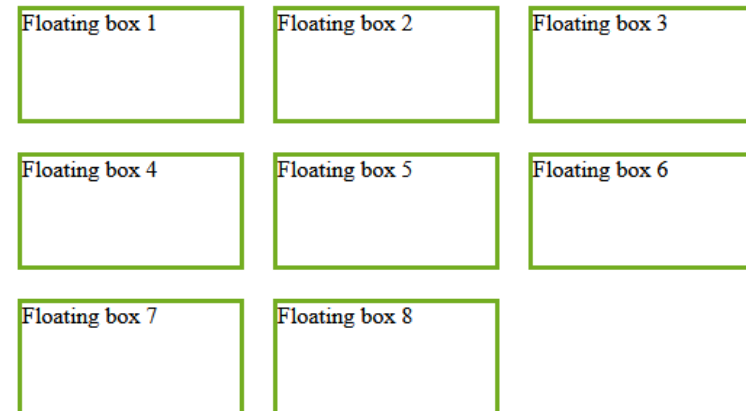 Floating box 1
Floating box 2
Floating box 3
Floating box 4
Floating box 5
Floating box 6
Floating box 7
Floating box 8